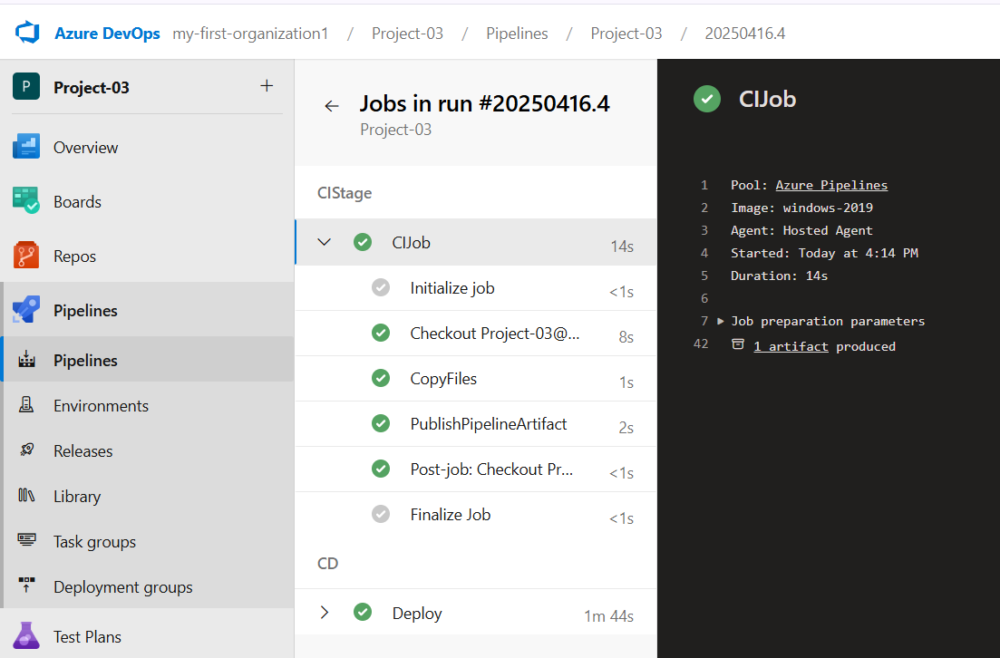 Azure DevOps my-first-organization1 / Project-03 / Pipelines / Project-03 / 20250416.4
P Project-03 +
Overview
Boards
Repos
Pipelines
Pipelines
Environments
Releases
Library
Task groups
Deployment groups
Test Plans
Jobs in run #20250416.4
Project-03
CIStage
CIJob 14s
Initialize job <1s
Checkout Project-03@... 8s
CopyFiles 1s
PublishPipelineArtifact 2s
Post-job: Checkout Pr... <1s
Finalize Job <1s
CD
Deploy 1m 44s
CIJob
1 Pool: Azure Pipelines
2 Image: windows-2019
3 Agent: Hosted Agent
4 Started: Today at 4:14 PM
5 Duration: 14s
6
7 Job preparation parameters
42 1 artifact produced